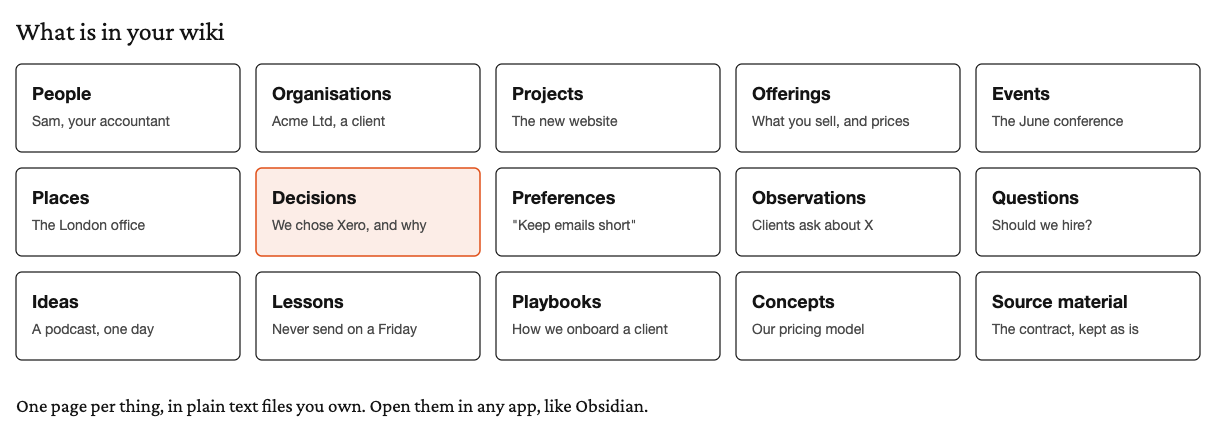 What is in your wiki
People
Sam, your accountant
Organisations
Acme Ltd, a client
Projects
The new website
Offerings
What you sell, and prices
Events
The June conference
Places
The London office
Decisions
We chose Xero, and why
Preferences
"Keep emails short"
Observations
Clients ask about X
Questions
Should we hire?
Ideas
A podcast, one day
Lessons
Never send on a Friday
Playbooks
How we onboard a client
Concepts
Our pricing model
Source material
The contract, kept as is
One page per thing, in plain text files you own. Open them in any app, like Obsidian.